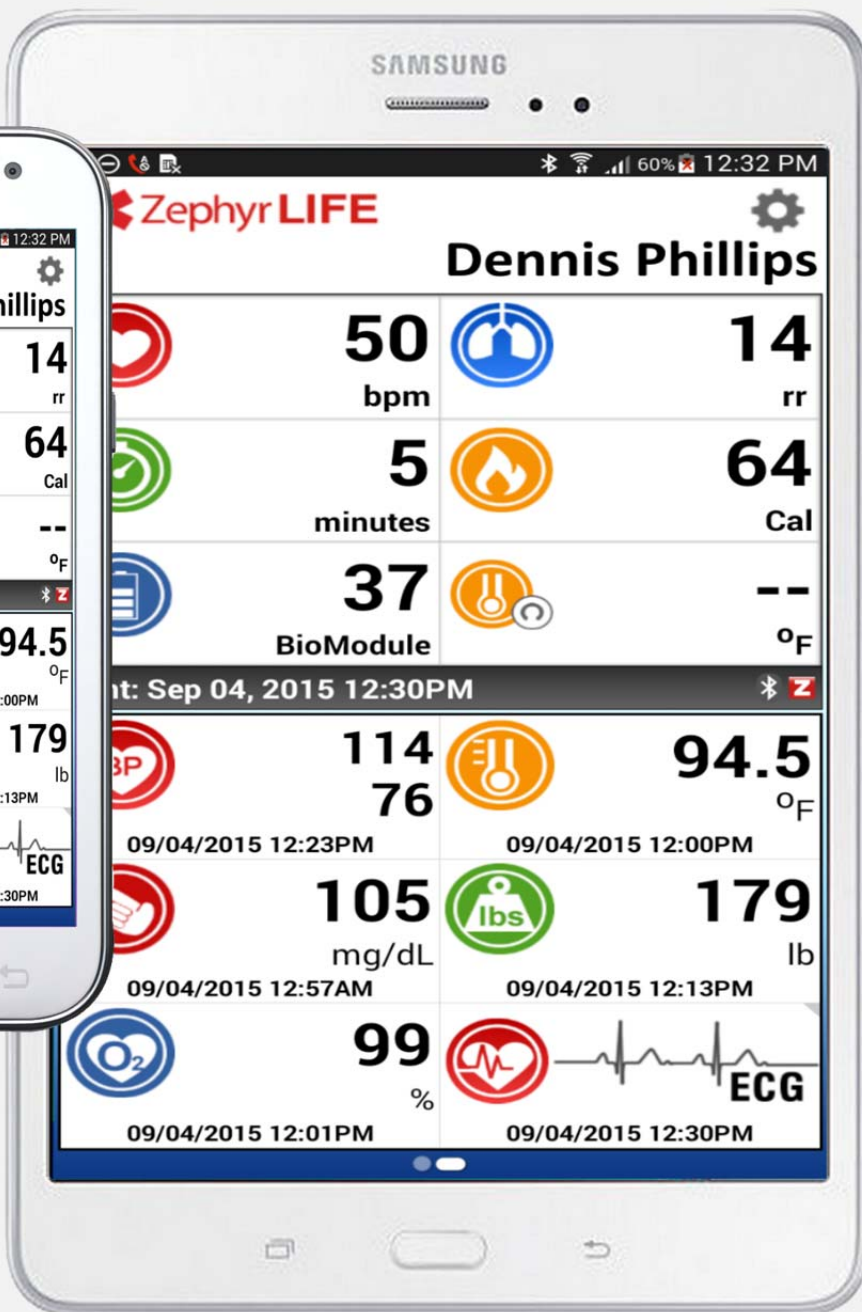 SAMSUNG
60% 12:32 PM
Zephyr LIFE
Dennis Phillips
50 14
bpm rr
5 64
minutes Cal
37 --
BioModule ºF
nt: Sep 04, 2015 12:30PM Z
BP 114 94.5
76 ºF
09/04/2015 12:23PM 09/04/2015 12:00PM
105 lbs 179
mg/dL lb
09/04/2015 12:57AM 09/04/2015 12:13PM
O2 99 ECG
%
09/04/2015 12:01PM 09/04/2015 12:30PM
12:32 PM
hillips
14
rr
64
Cal
--
ºF
Z
94.5
ºF
:00PM
179
lb
:13PM
ECG
:30PM